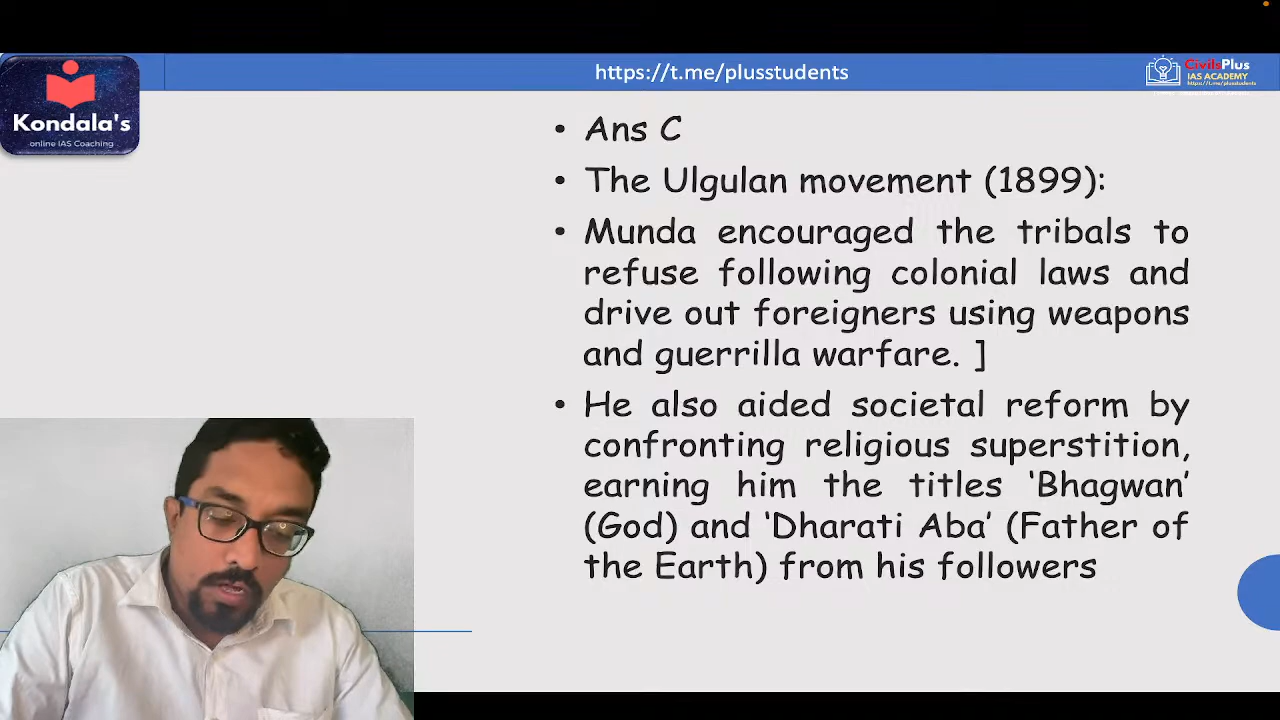 https://t.me/plusstudents
CivilsPlus
IAS ACADEMY
https://t.me/plusstudents
Kondala's
online IAS Coaching
• Ans C
• The Ulgulan movement (1899):
• Munda encouraged the tribals to
refuse following colonial laws and
drive out foreigners using weapons
and guerrilla warfare. ]
• He also aided societal reform by
confronting religious superstition,
earning him the titles ‘Bhagwan’
(God) and ‘Dharati Aba’ (Father of
the Earth) from his followers